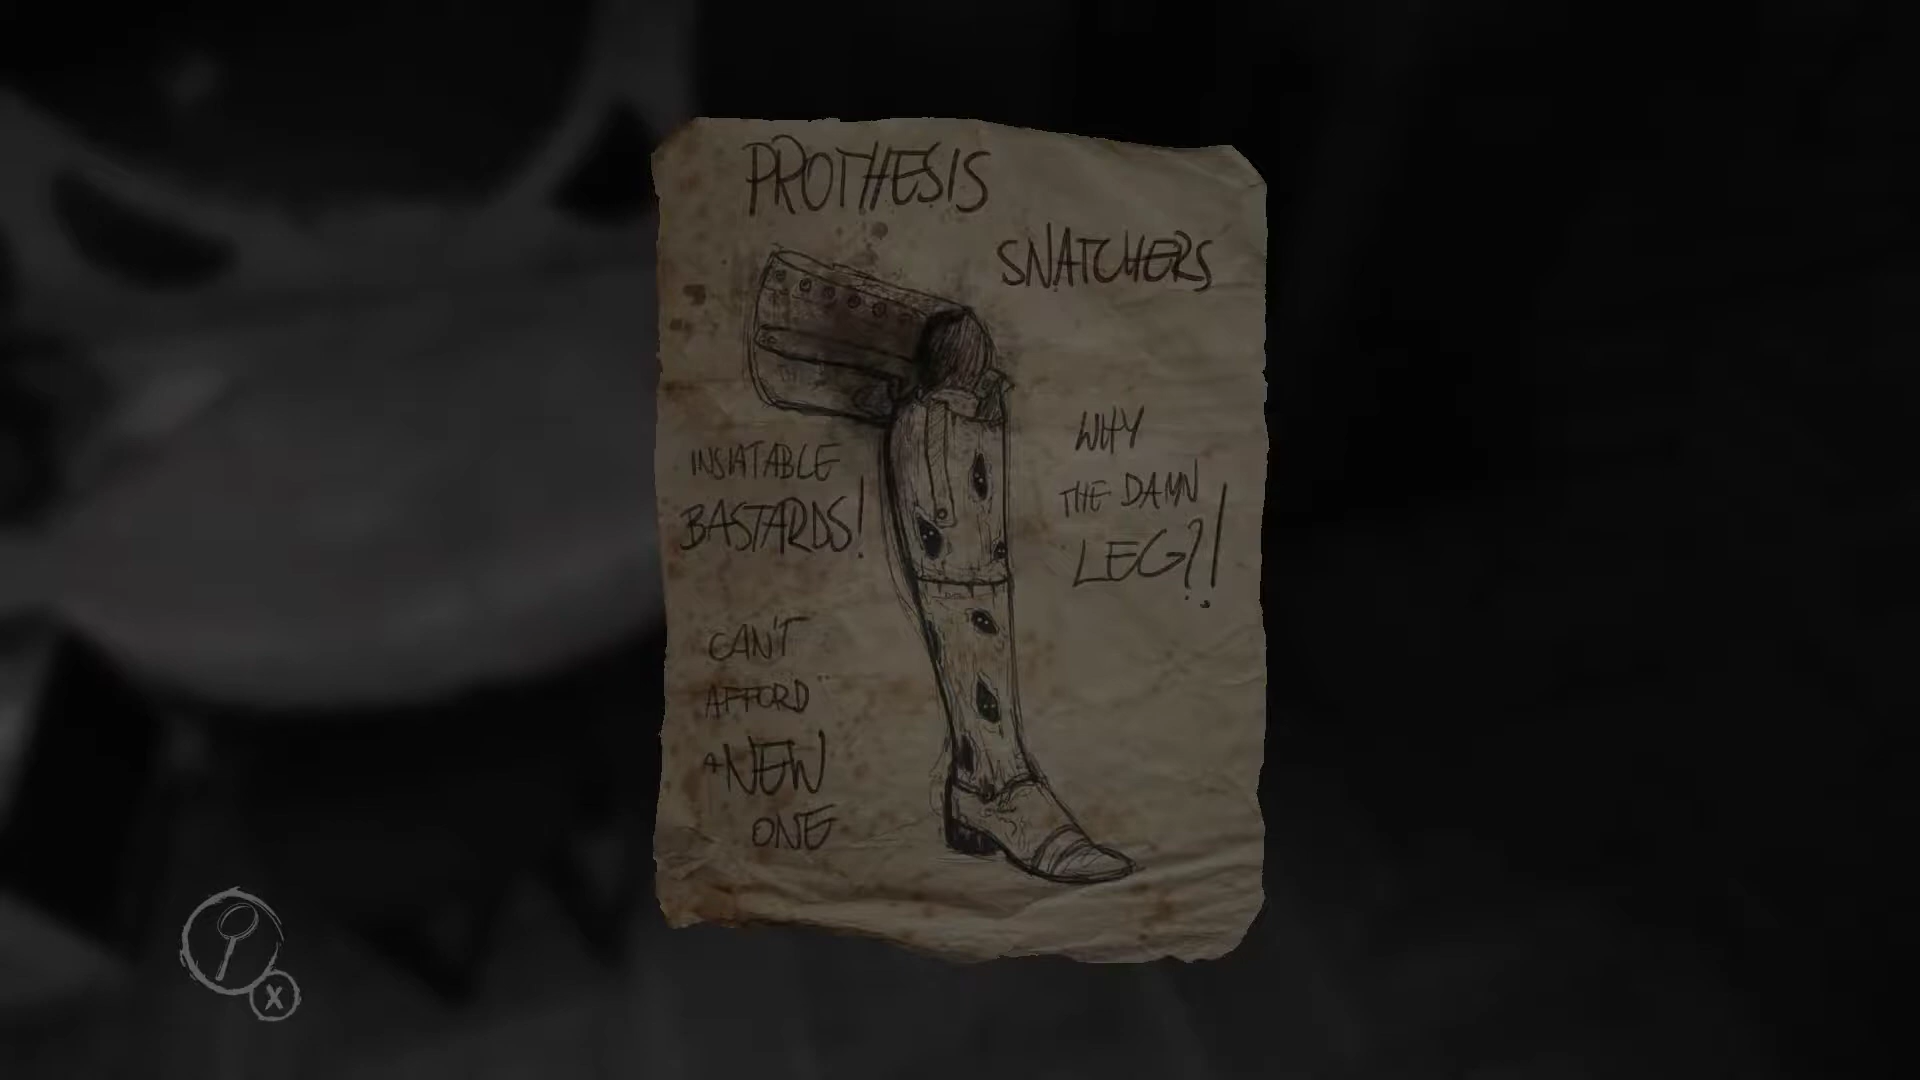 PROTHESIS
SNATCHERS
INSIATABLE
BASTARDS!
WHY
THE DAMN
LEG?!
CAN'T
AFFORD
A NEW
ONE
X